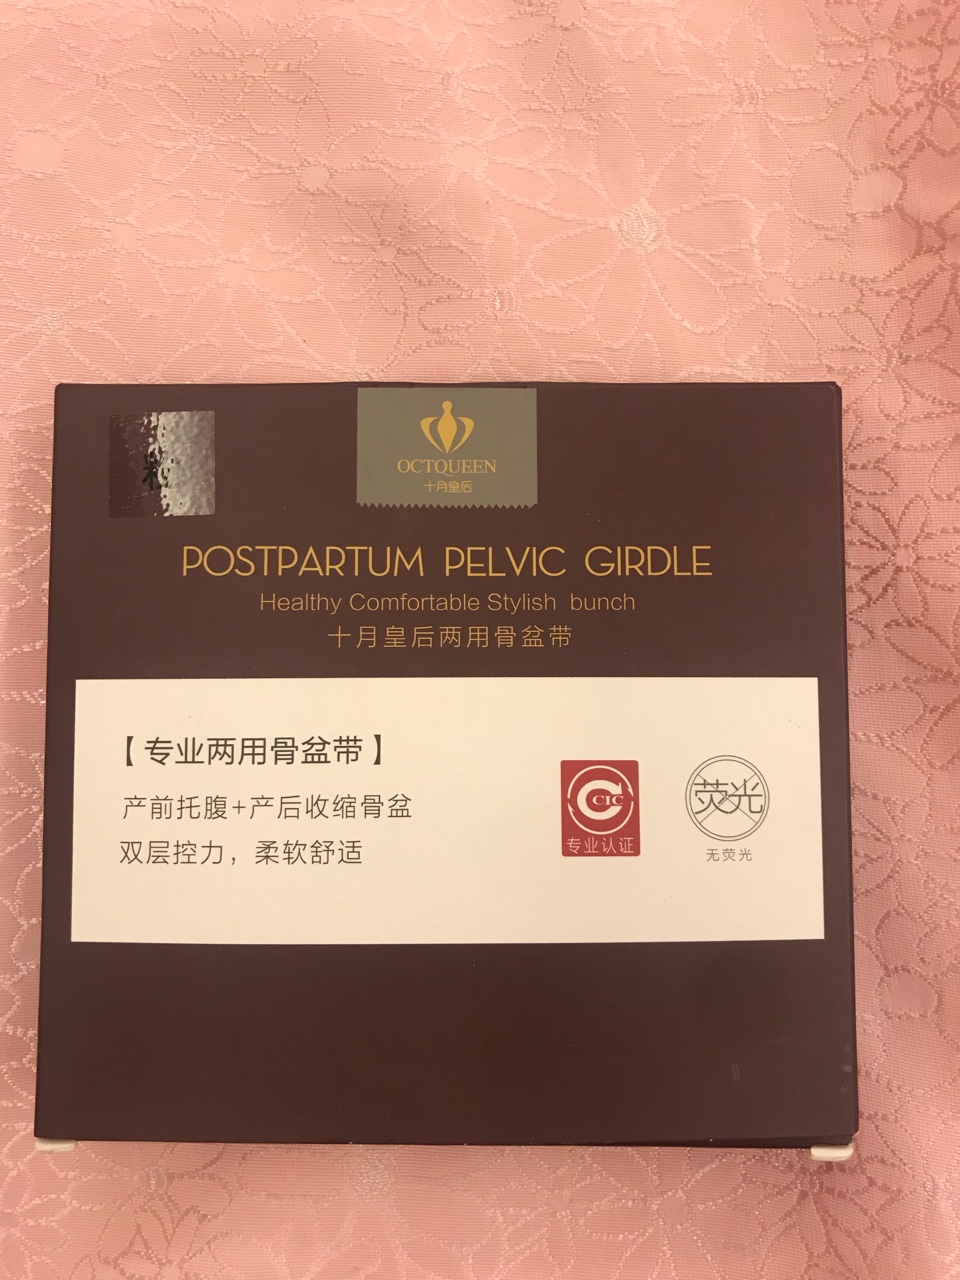 OCTQUEEN
十月皇后
POSTPARTUM PELVIC GIRDLE
Healthy Comfortable Stylish bunch
十月皇后两用骨盆带
【专业两用骨盆带】
产前托腹+产后收缩骨盆
双层控力，柔软舒适
CIC
专业认证
荧光
无荧光